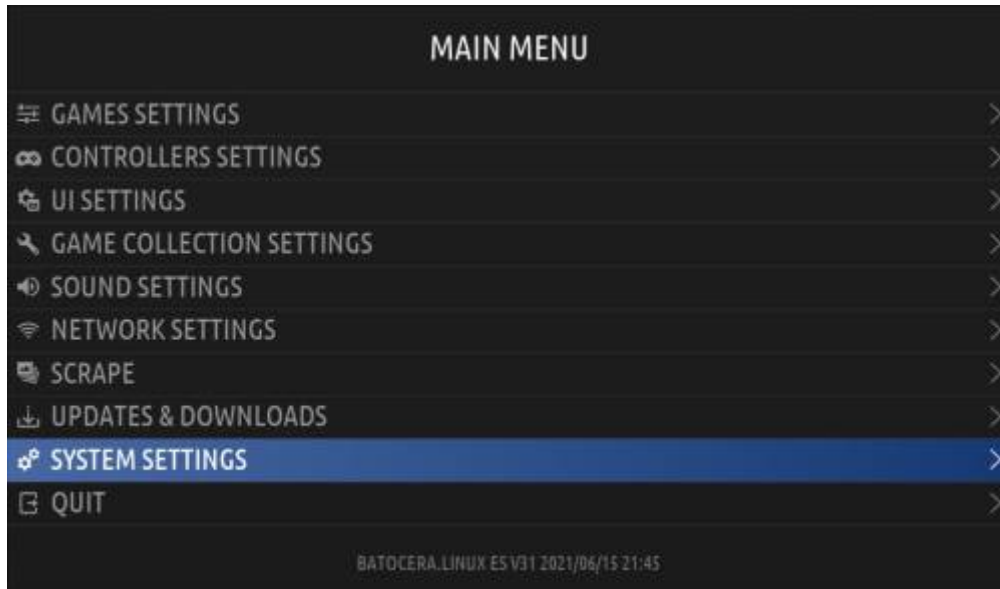 MAIN MENU
GAMES SETTINGS
CONTROLLERS SETTINGS
UI SETTINGS
GAME COLLECTION SETTINGS
SOUND SETTINGS
NETWORK SETTINGS
SCRAPE
UPDATES & DOWNLOADS
SYSTEM SETTINGS
QUIT
BATOCERA.LINUX ES V31 2021/06/15 21:45